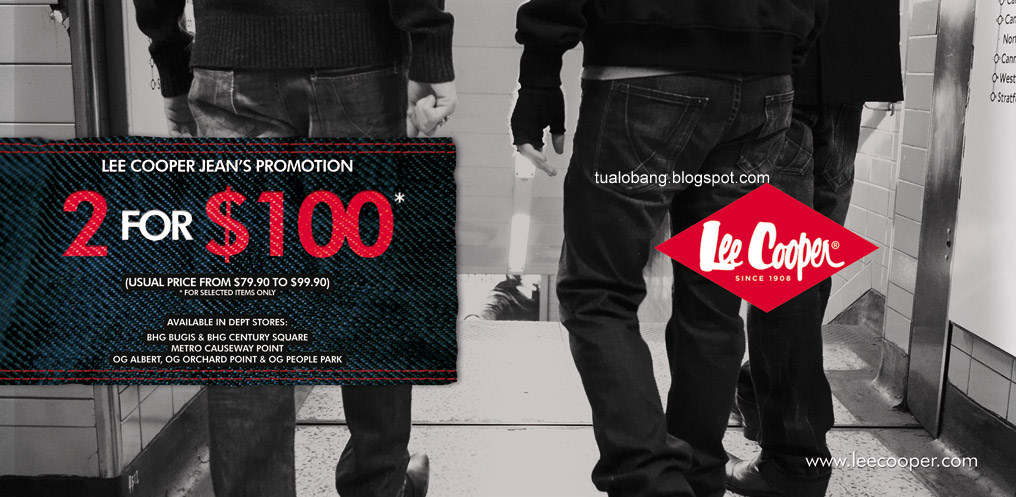 LEE COOPER JEAN'S PROMOTION
2 FOR $100*
(USUAL PRICE FROM $79.90 TO $99.90)
* FOR SELECTED ITEMS ONLY
AVAILABLE IN DEPT STORES:
BHG BUGIS & BHG CENTURY SQUARE
METRO CAUSEWAY POINT
OG ALBERT, OG ORCHARD POINT & OG PEOPLE PARK
tualobang.blogspot.com
Lee Cooper®
SINCE 1908
www.leecooper.com